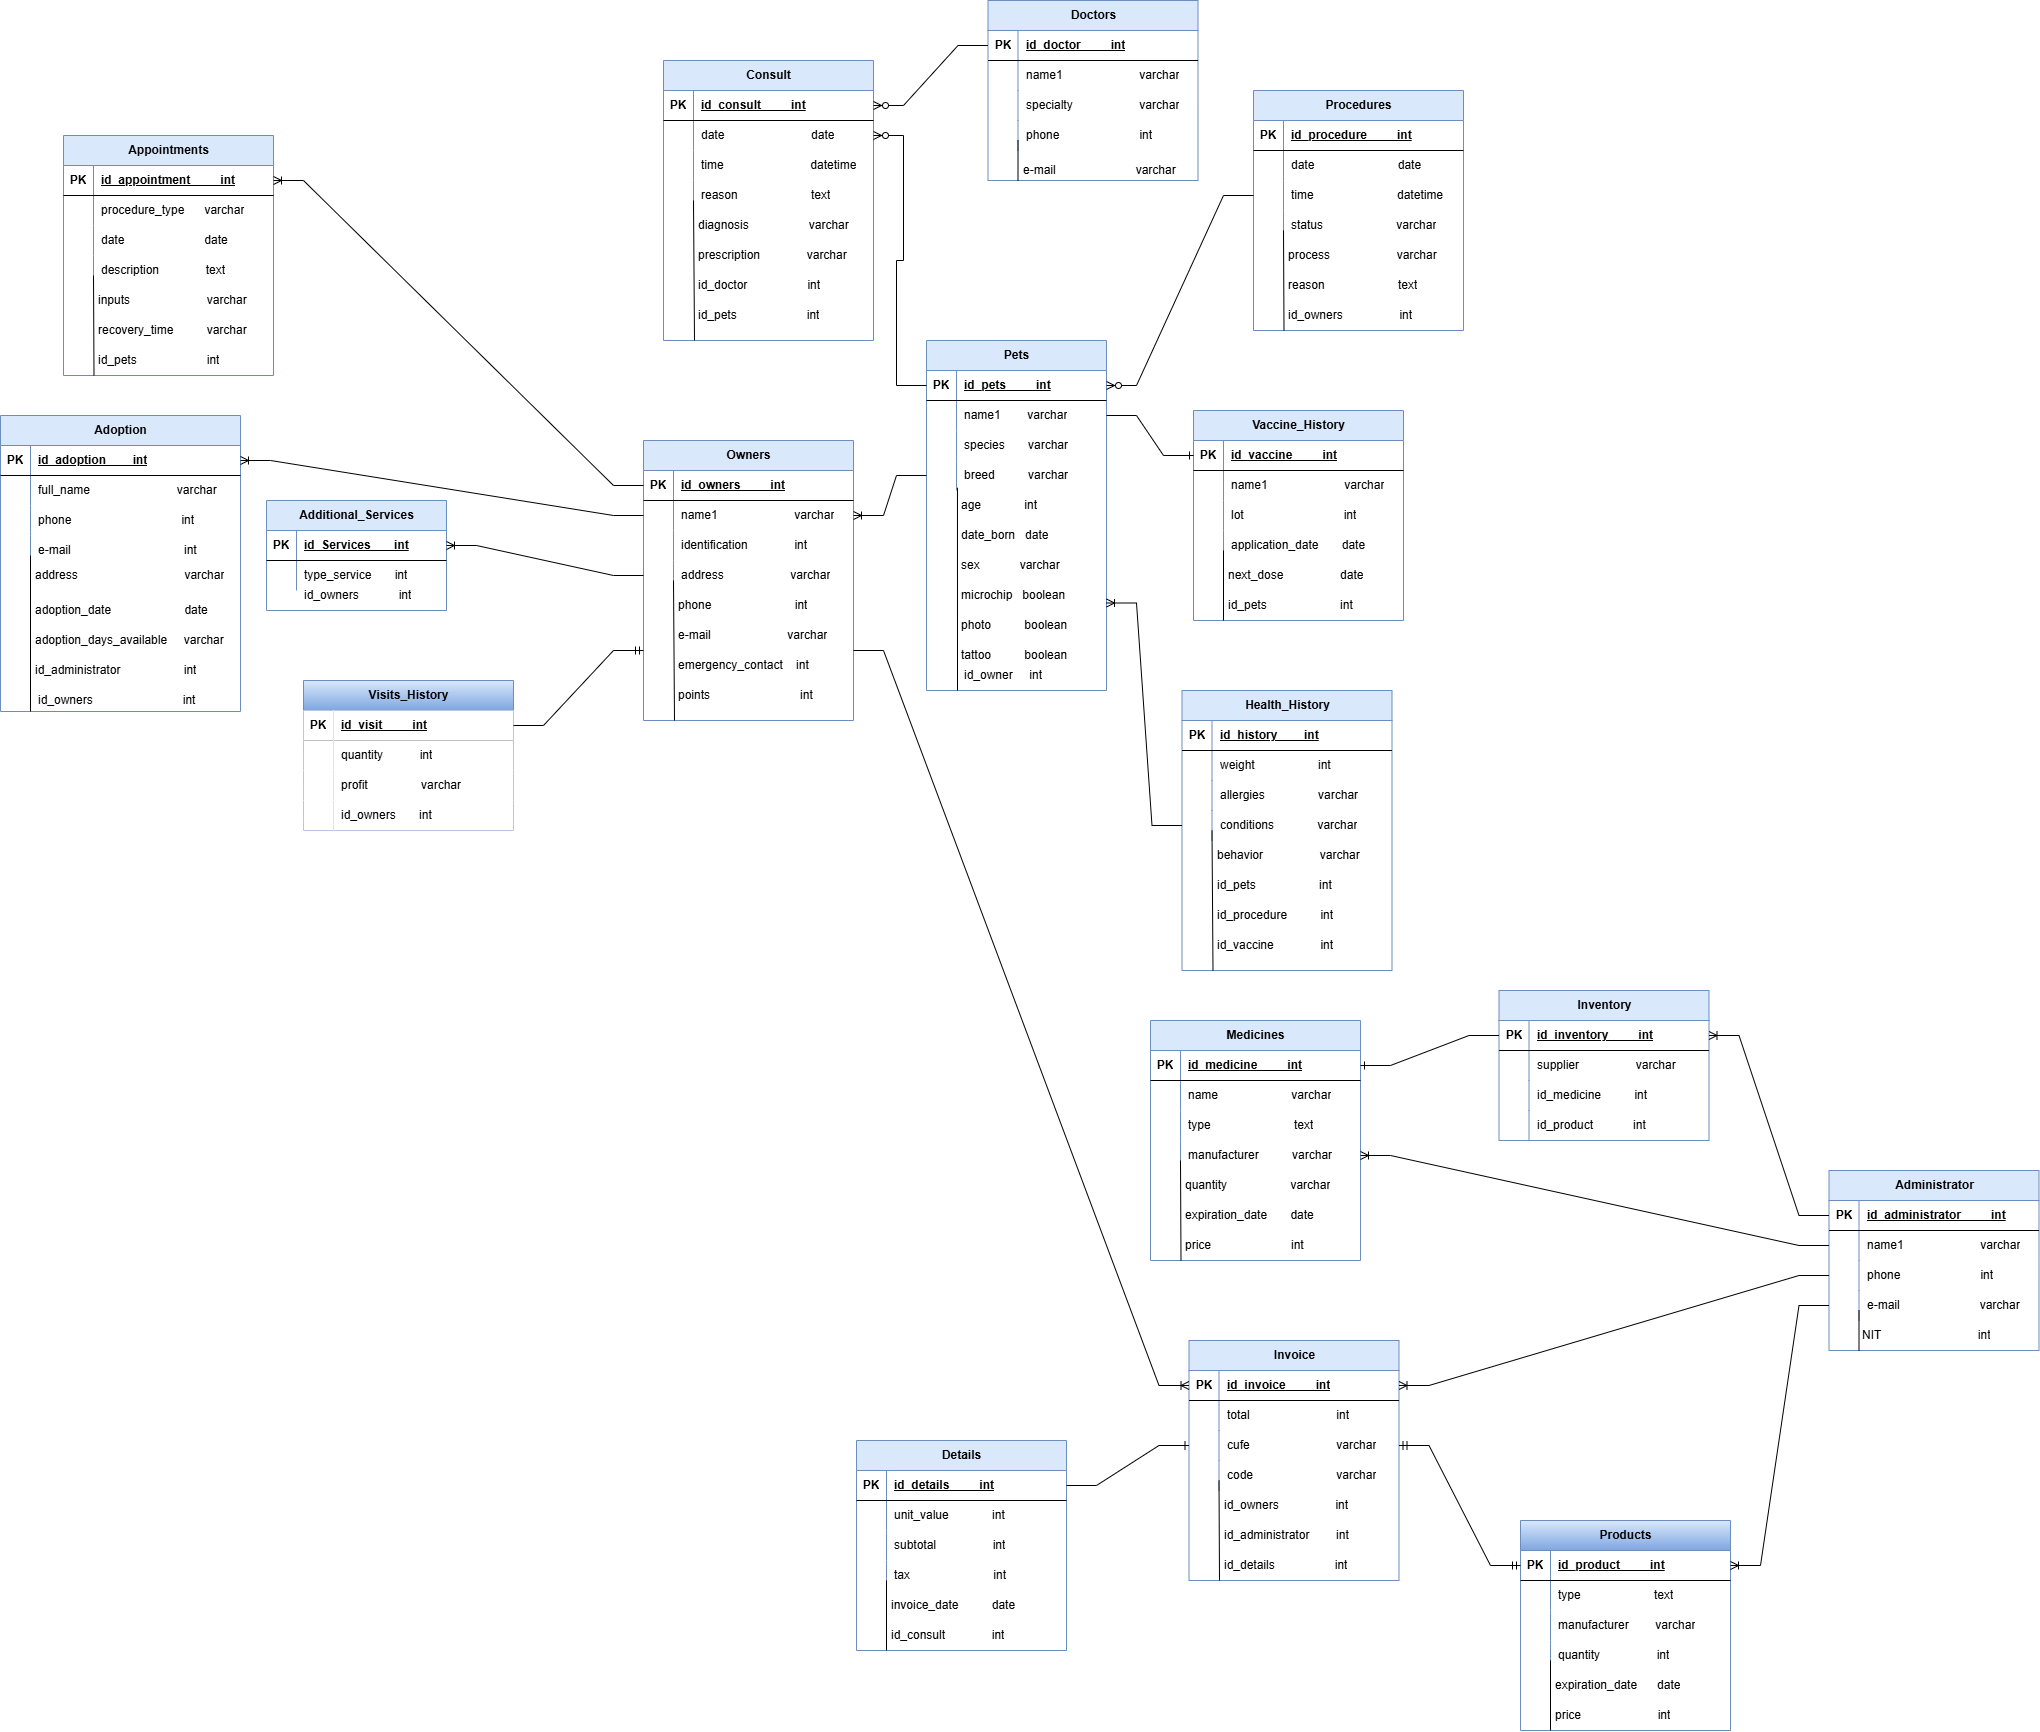 Doctors
PK id_doctor int
name1 varchar
specialty varchar
phone int
e-mail varchar
Consult
PK id_consult int
date date
time datetime
reason text
diagnosis varchar
prescription varchar
id_doctor int
id_pets int
Procedures
PK id_procedure int
date date
time datetime
status varchar
process varchar
reason text
id_owners int
Appointments
PK id_appointment int
procedure_type varchar
date date
description text
inputs varchar
recovery_time varchar
id_pets int
Pets
PK id_pets int
name1 varchar
species varchar
breed varchar
age int
date_born date
sex varchar
microchip boolean
photo boolean
tattoo boolean
id_owner int
Vaccine_History
PK id_vaccine int
name1 varchar
lot int
application_date date
next_dose date
id_pets int
Adoption
PK id_adoption int
full_name varchar
phone int
e-mail int
address varchar
adoption_date date
adoption_days_available varchar
id_administrator int
id_owners int
Owners
PK id_owners int
name1 varchar
identification int
address varchar
phone int
e-mail varchar
emergency_contact int
points int
Additional_Services
PK id_Services int
type_service int
id_owners int
Visits_History
PK id_visit int
quantity int
profit varchar
id_owners int
Health_History
PK id_history int
weight int
allergies varchar
conditions varchar
behavior varchar
id_pets int
id_procedure int
id_vaccine int
Inventory
PK id_inventory int
supplier varchar
id_medicine int
id_product int
Medicines
PK id_medicine int
name varchar
type text
manufacturer varchar
quantity varchar
expiration_date date
price int
Administrator
PK id_administrator int
name1 varchar
phone int
e-mail varchar
NIT int
Invoice
PK id_invoice int
total int
cufe varchar
code varchar
id_owners int
id_administrator int
id_details int
Details
PK id_details int
unit_value int
subtotal int
tax int
invoice_date date
id_consult int
Products
PK id_product int
type text
manufacturer varchar
quantity int
expiration_date date
price int